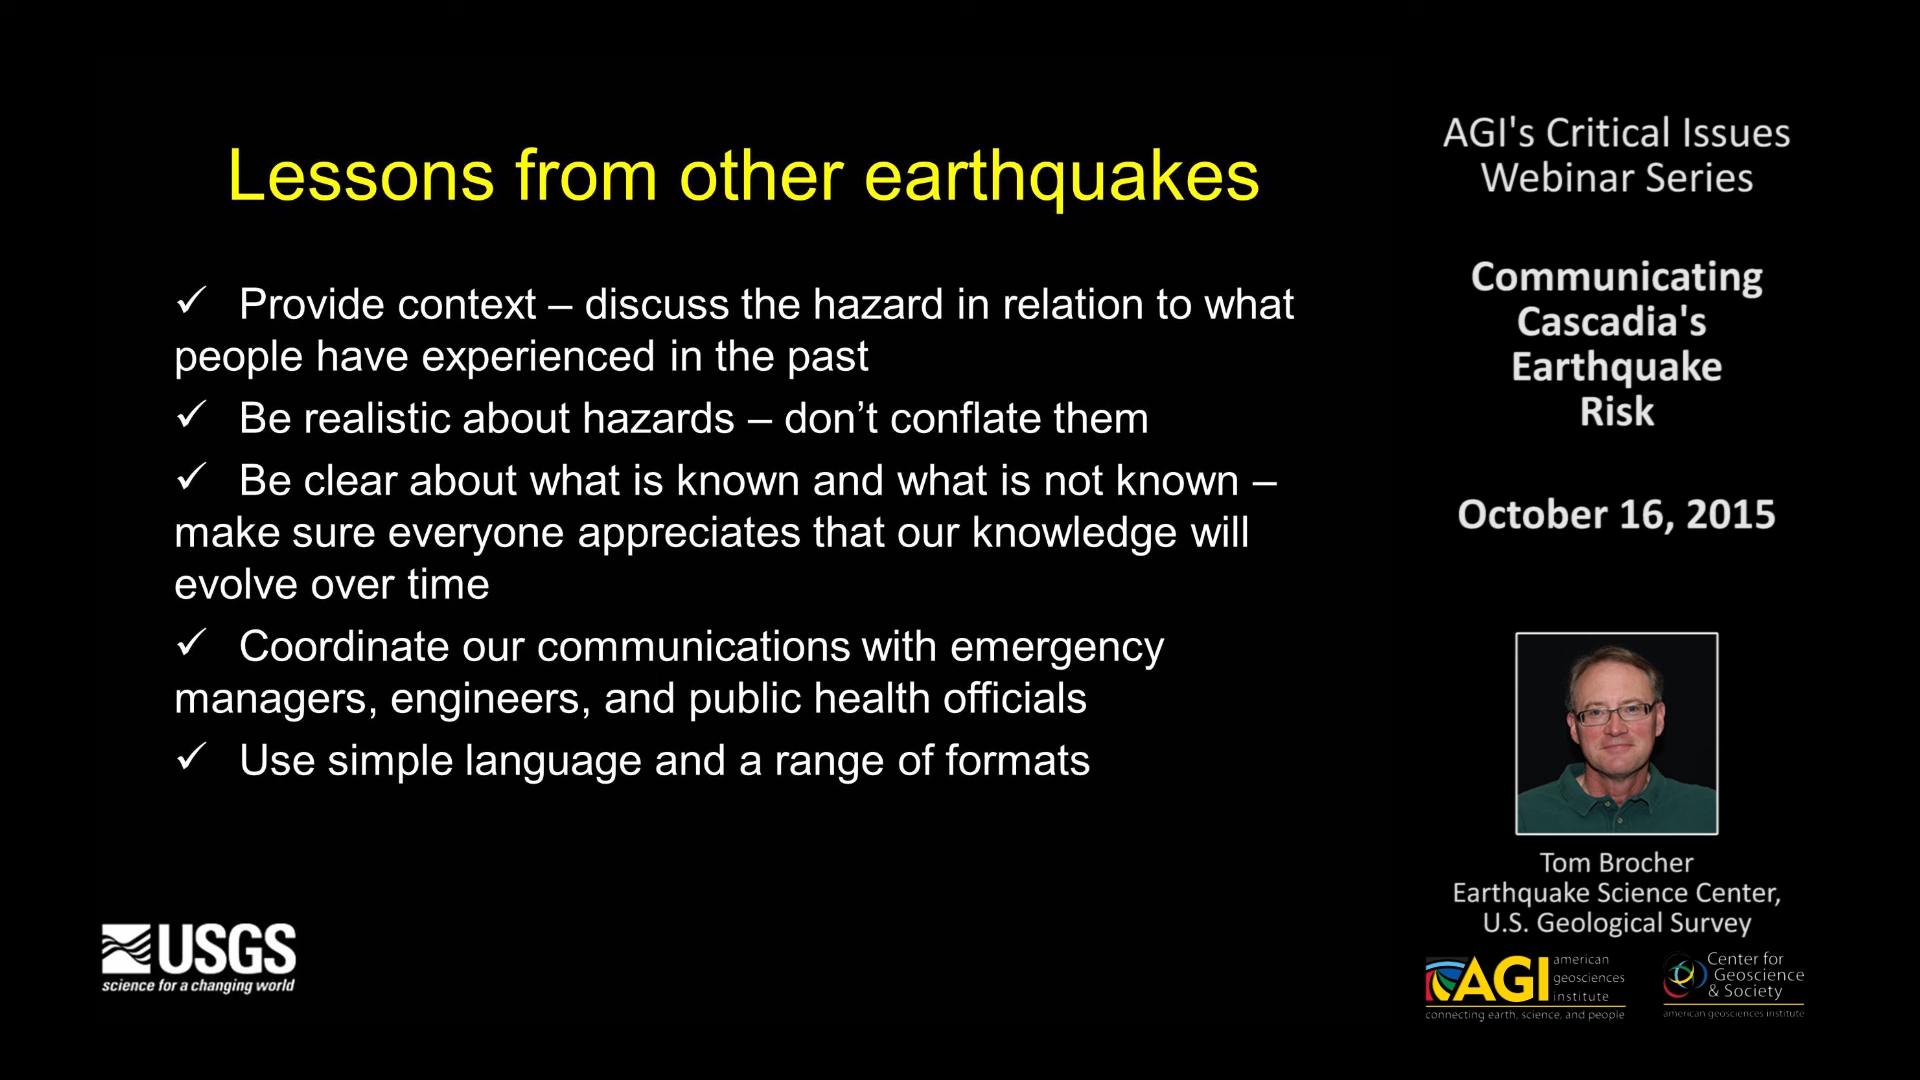 Lessons from other earthquakes
✓ Provide context – discuss the hazard in relation to what
people have experienced in the past
✓ Be realistic about hazards – don’t conflate them
✓ Be clear about what is known and what is not known –
make sure everyone appreciates that our knowledge will
evolve over time
✓ Coordinate our communications with emergency
managers, engineers, and public health officials
✓ Use simple language and a range of formats
USGS
science for a changing world
AGI's Critical Issues
Webinar Series
Communicating
Cascadia's
Earthquake
Risk
October 16, 2015
Tom Brocher
Earthquake Science Center,
U.S. Geological Survey
AGI
american
geosciences
institute
connecting earth, science, and people
Center for
Geoscience
& Society
american geosciences institute